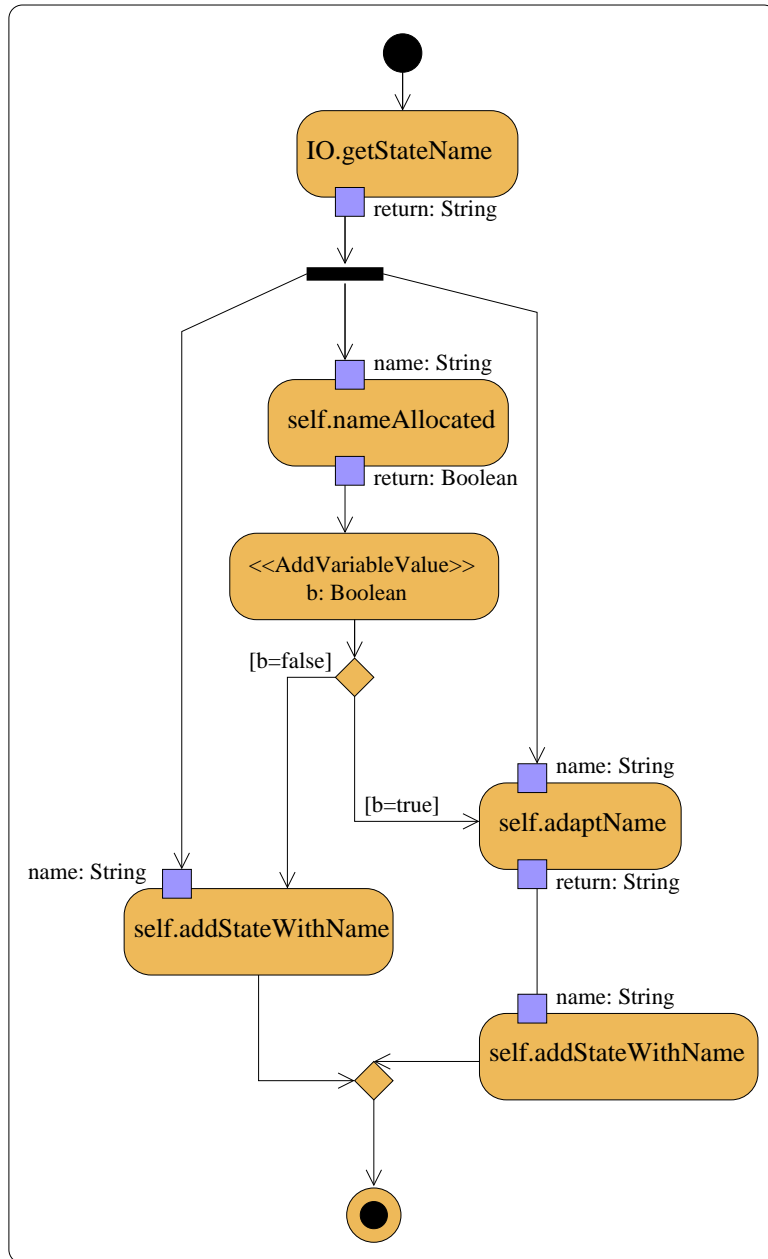 IO.getStateName
return: String
name: String
self.nameAllocated
return: Boolean
<<AddVariableValue>>
b: Boolean
[b=false]
name: String
[b=true]
self.adaptName
name: String
return: String
self.addStateWithName
name: String
self.addStateWithName